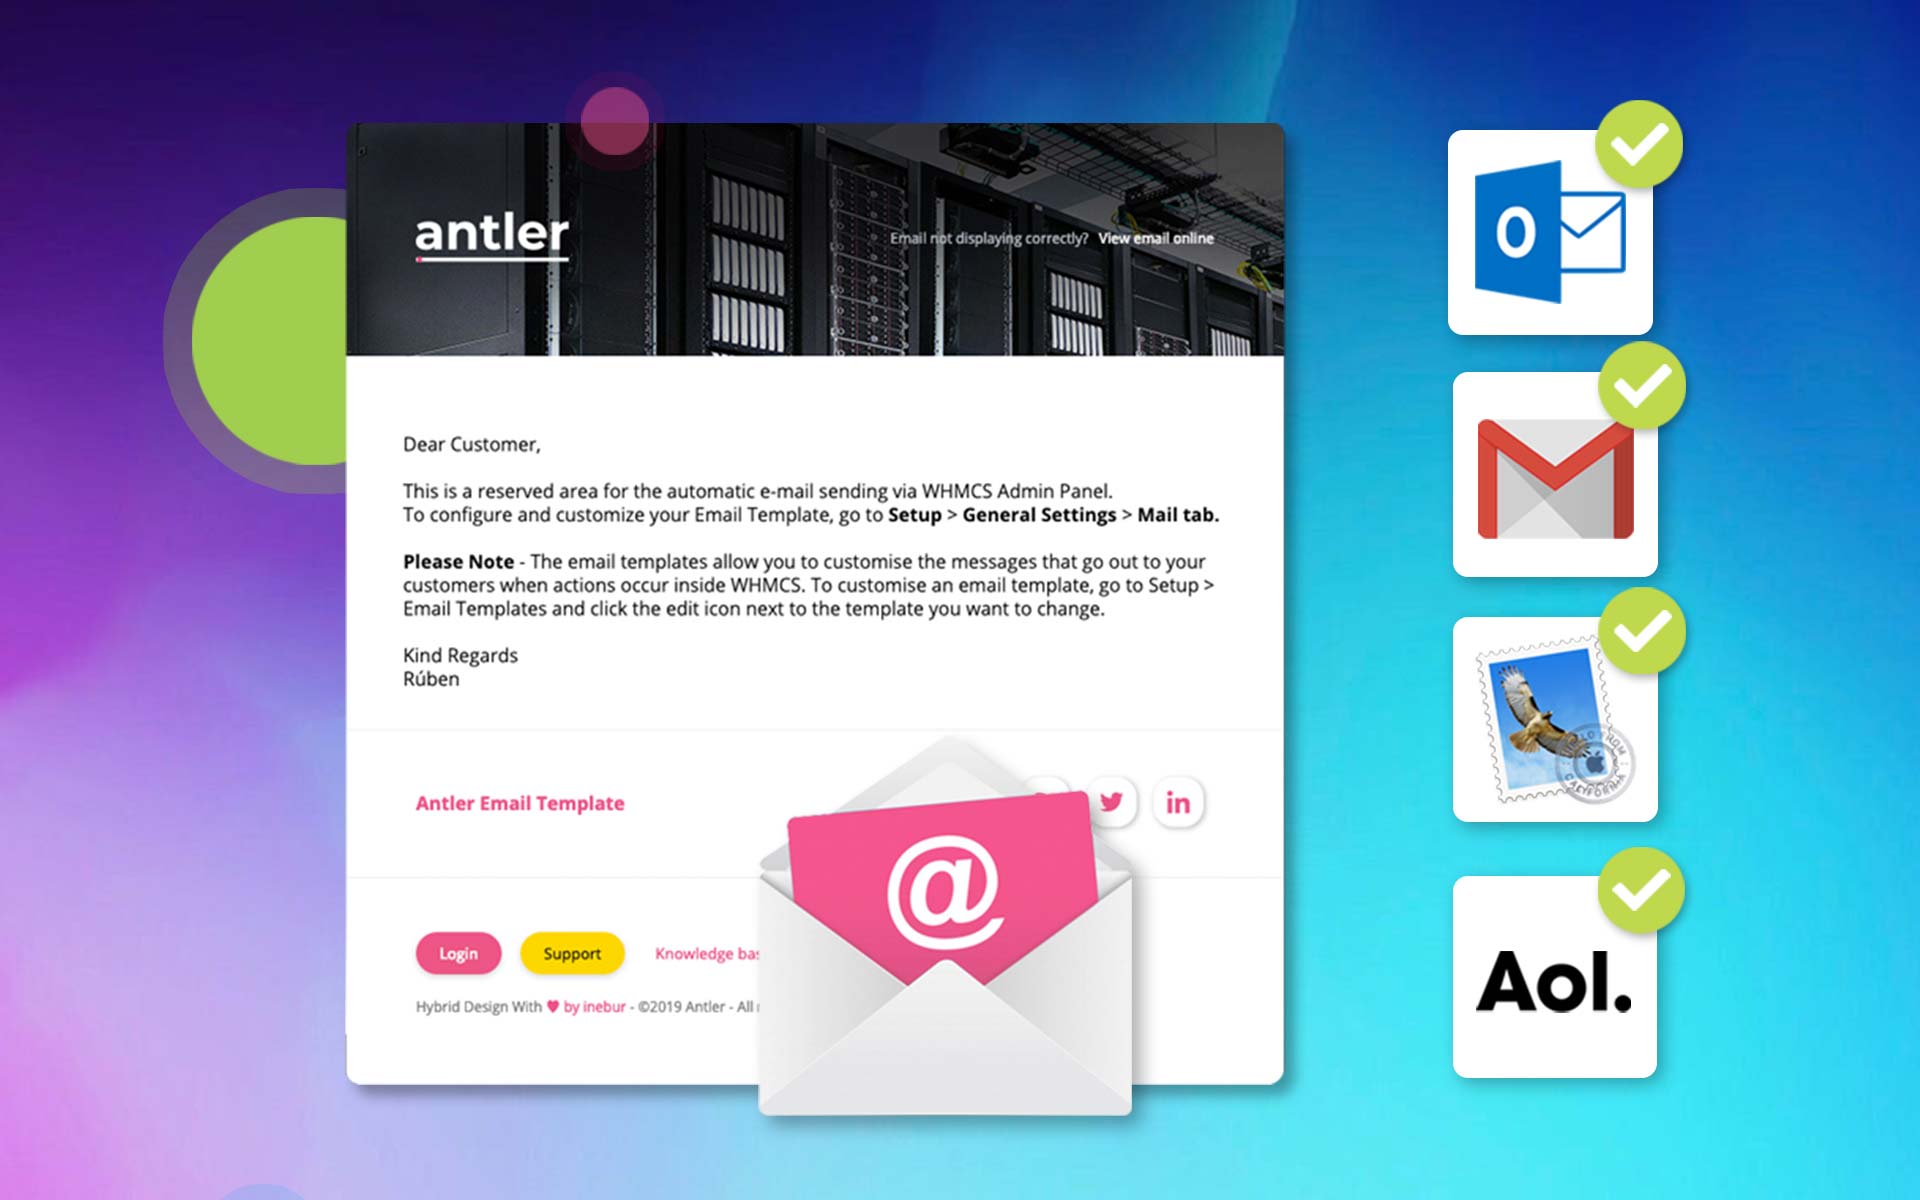 antler
Email not displaying correctly? View email online
Dear Customer,
This is a reserved area for the automatic e-mail sending via WHMCS Admin Panel.
To configure and customize your Email Template, go to Setup > General Settings > Mail tab.
Please Note - The email templates allow you to customise the messages that go out to your
customers when actions occur inside WHMCS. To customise an email template, go to Setup >
Email Templates and click the edit icon next to the template you want to change.
Kind Regards
Rúben
Antler Email Template
in
@
Login Support Knowledge
Hybrid Design With ♥ by inebur - ©2019 Antler - All
O
CALIFORNIA
Aol.